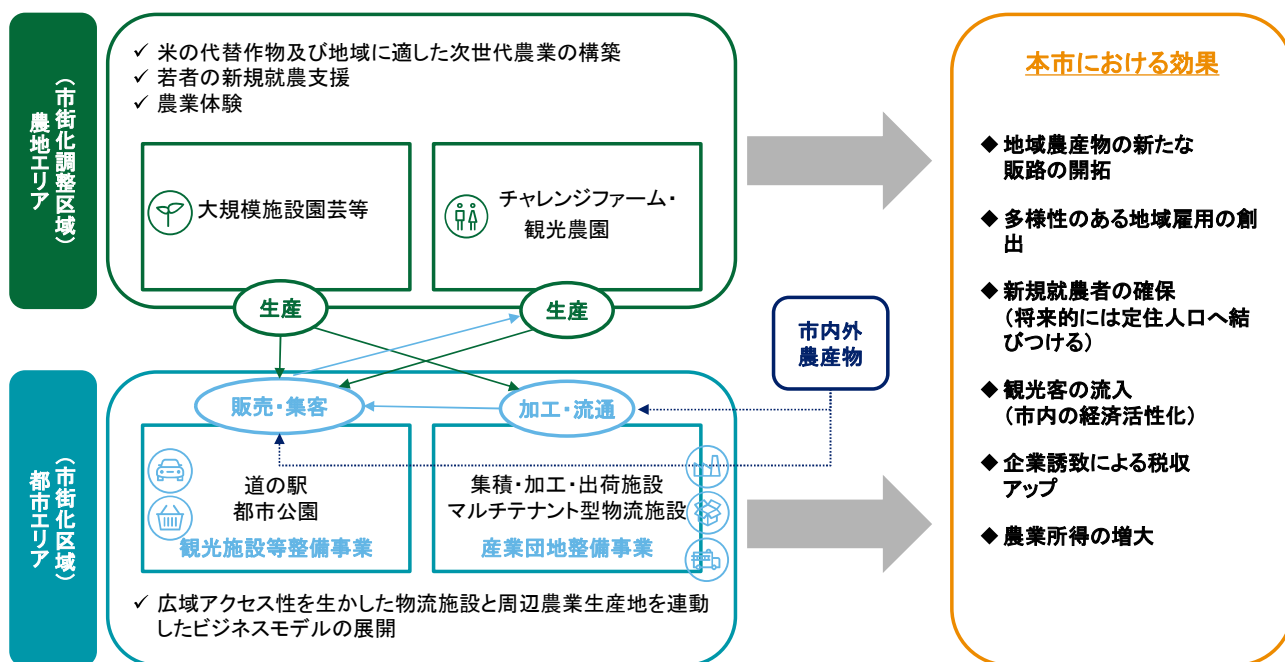 農地エリア
（市街化調整区域）
✓ 米の代替作物及び地域に適した次世代農業の構築
✓ 若者の新規就農支援
✓ 農業体験
大規模施設園芸等
チャレンジファーム・
観光農園
生産
生産
市内外
農産物
都市エリア
（市街化区域）
販売・集客
加工・流通
道の駅
都市公園
観光施設等整備事業
集積・加工・出荷施設
マルチテナント型物流施設
産業団地整備事業
✓ 広域アクセス性を生かした物流施設と周辺農業生産地を連動
したビジネスモデルの展開
本市における効果
◆ 地域農産物の新たな
販路の開拓
◆ 多様性のある地域雇用の創
出
◆ 新規就農者の確保
（将来的には定住人口へ結
びつける）
◆ 観光客の流入
（市内の経済活性化）
◆ 企業誘致による税収
アップ
◆ 農業所得の増大